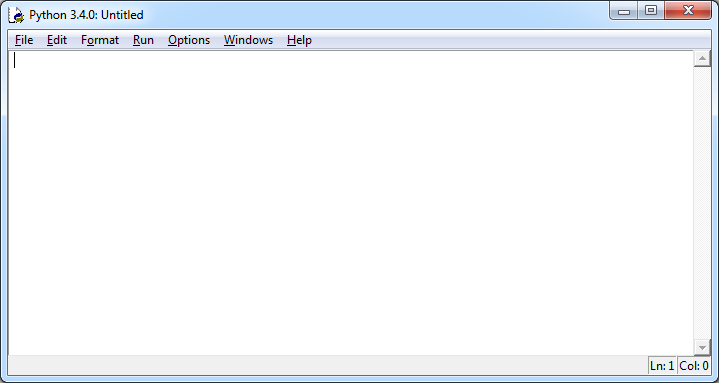 Python 3.4.0: Untitled
File Edit Format Run Options Windows Help
Ln: 1 Col: 0